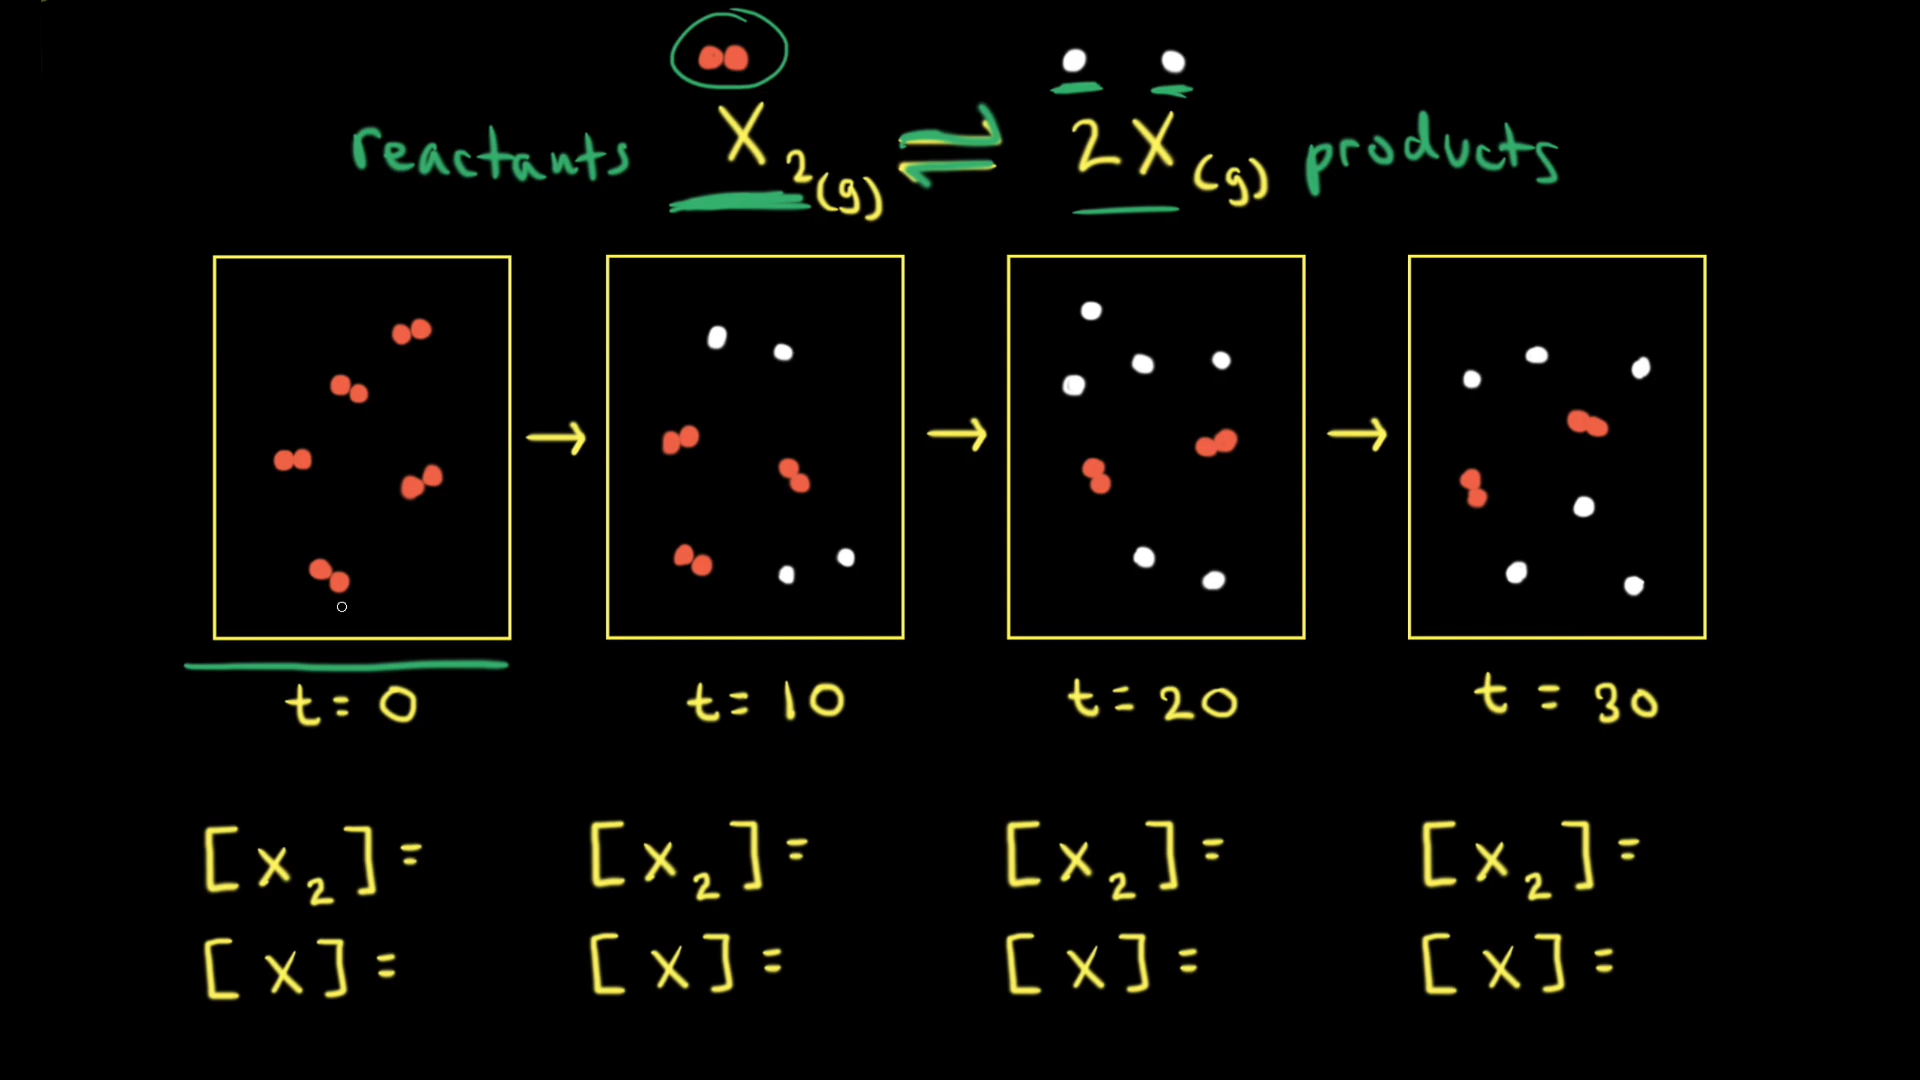 reactants X₂(g) ⇌ 2X(g) products
→ → →
t = 0 t = 10 t = 20 t = 30
[X₂] = [X₂] = [X₂] = [X₂] =
[X] = [X] = [X] = [X] =